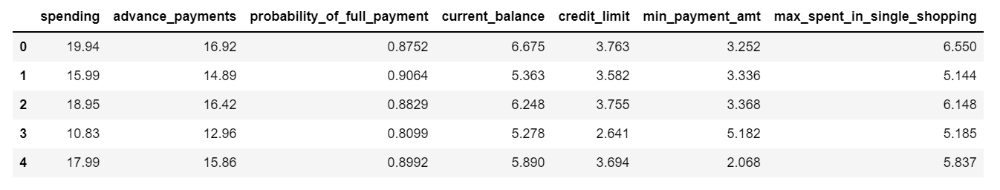 spending advance_payments probability_of_full_payment current_balance credit_limit min_payment_amt max_spent_in_single_shopping
0 19.94 16.92 0.8752 6.675 3.763 3.252 6.550
1 15.99 14.89 0.9064 5.363 3.582 3.336 5.144
2 18.95 16.42 0.8829 6.248 3.755 3.368 6.148
3 10.83 12.96 0.8099 5.278 2.641 5.182 5.185
4 17.99 15.86 0.8992 5.890 3.694 2.068 5.837